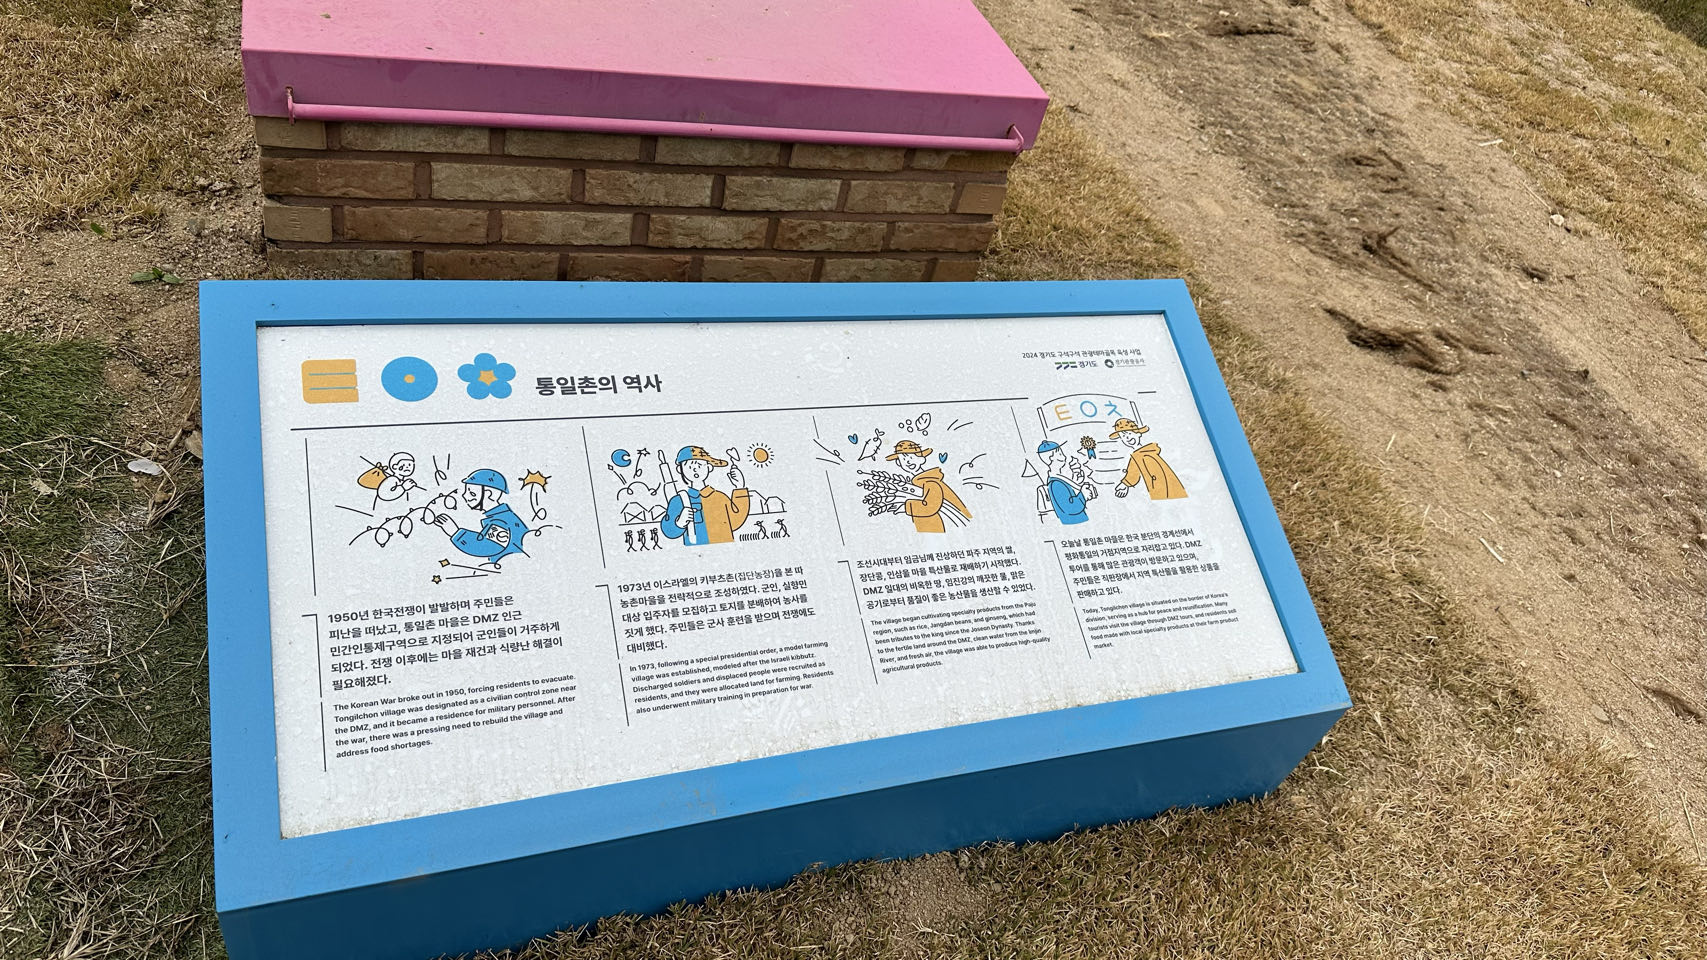 통일촌의 역사
2024 경기도 구석구석 관광테마골목 육성 사업
경기도 경기관광공사
1950년 한국전쟁이 발발하며 주민들은
피난을 떠났고, 통일촌 마을은 DMZ 인근
민간인통제구역으로 지정되어 군인들이 거주하게
되었다. 전쟁 이후에는 마을 재건과 식량난 해결이
필요해졌다.
The Korean War broke out in 1950, forcing residents to evacuate.
Tongilchon village was designated as a civilian control zone near
the DMZ, and it became a residence for military personnel. After
the war, there was a pressing need to rebuild the village and
address food shortages.
1973년 이스라엘의 키부츠촌(집단농장)을 본 따
농촌마을을 전략적으로 조성하였다. 군인, 실향민
대상 입주자를 모집하고 토지를 분배하여 농사를
짓게 했다. 주민들은 군사 훈련을 받으며 전쟁에도
대비했다.
In 1973, following a special presidential order, a model farming
village was established, modeled after the Israeli kibbutz.
Discharged soldiers and displaced people were recruited as
residents, and they were allocated land for farming. Residents
also underwent military training in preparation for war.
조선시대부터 임금님께 진상하던 파주 지역의 쌀,
장단콩, 인삼을 마을 특산물로 재배하기 시작했다.
DMZ 일대의 비옥한 땅, 임진강의 깨끗한 물, 맑은
공기로부터 품질이 좋은 농산물을 생산할 수 있었다.
The village began cultivating specialty products from the Paju
region, such as rice, Jangdan beans, and ginseng, which had
been tributes to the king since the Joseon Dynasty. Thanks
to the fertile land around the DMZ, clean water from the Imjin
River, and fresh air, the village was able to produce high-quality
agricultural products.
ㅌㅇㅊ
오늘날 통일촌 마을은 한국 분단의 경계선에서
평화통일의 거점지역으로 자리잡고 있다. DMZ
투어를 통해 많은 관광객이 방문하고 있으며,
주민들은 직판장에서 지역 특산물을 활용한 상품을
판매하고 있다.
Today, Tongilchon village is situated on the border of Korea's
division, serving as a hub for peace and reunification. Many
tourists visit the village through DMZ tours, and residents sell
food made with local specialty products at their farm product
market.